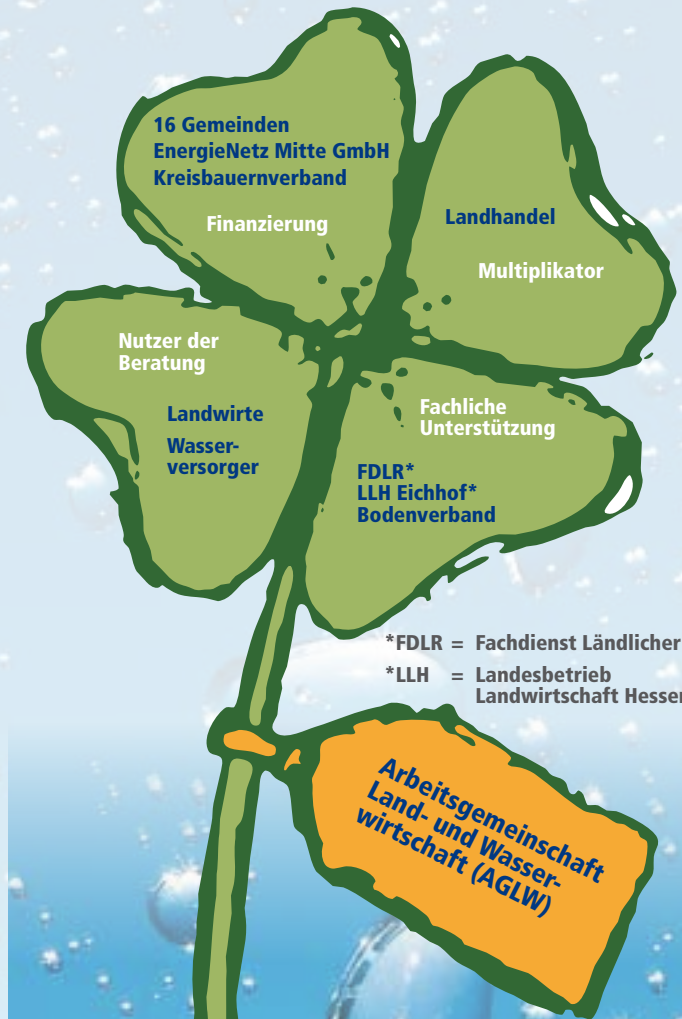 16 Gemeinden
EnergieNetz Mitte GmbH
Kreisbauernverband
Finanzierung
Landhandel
Multiplikator
Nutzer der
Beratung
Landwirte
Wasser-
versorger
Fachliche
Unterstützung
FDLR*
LLH Eichhof*
Bodenverband
*FDLR = Fachdienst Ländlicher
*LLH = Landesbetrieb
Landwirtschaft Hessen
Arbeitsgemeinschaft
Land- und Wasser-
wirtschaft (AGLW)